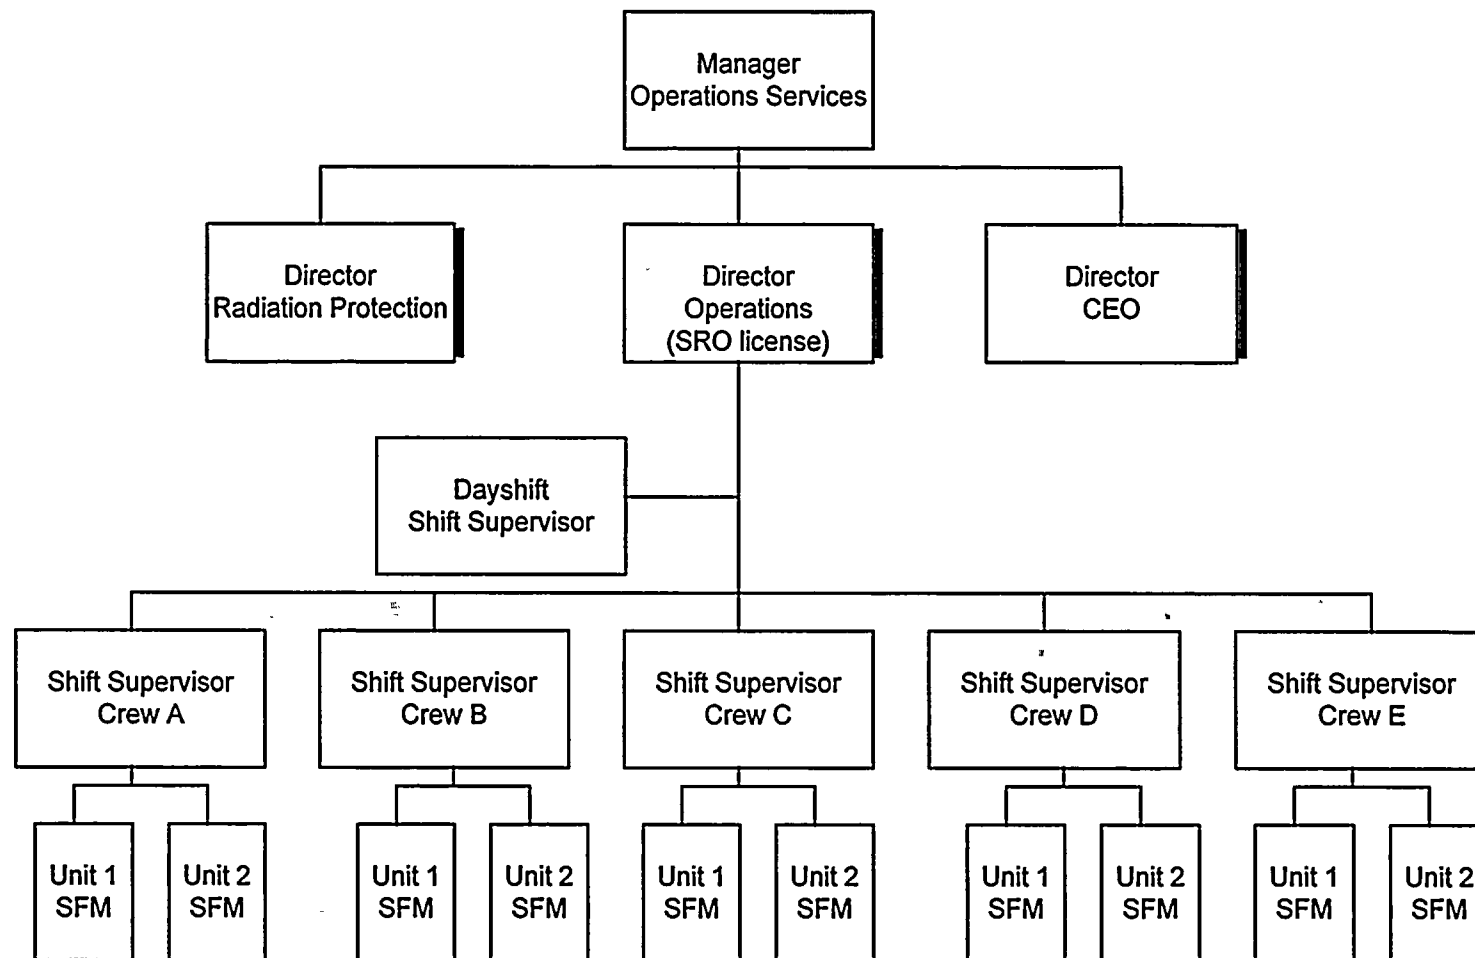 Manager
Operations Services
Director
Radiation Protection
Director
Operations
(SRO license)
Director
CEO
Dayshift
Shift Supervisor
Shift Supervisor
Crew A
Shift Supervisor
Crew B
Shift Supervisor
Crew C
Shift Supervisor
Crew D
Shift Supervisor
Crew E
Unit 1
SFM
Unit 2
SFM
Unit 1
SFM
Unit 2
SFM
Unit 1
SFM
Unit 2
SFM
Unit 1
SFM
Unit 2
SFM
Unit 1
SFM
Unit 2
SFM